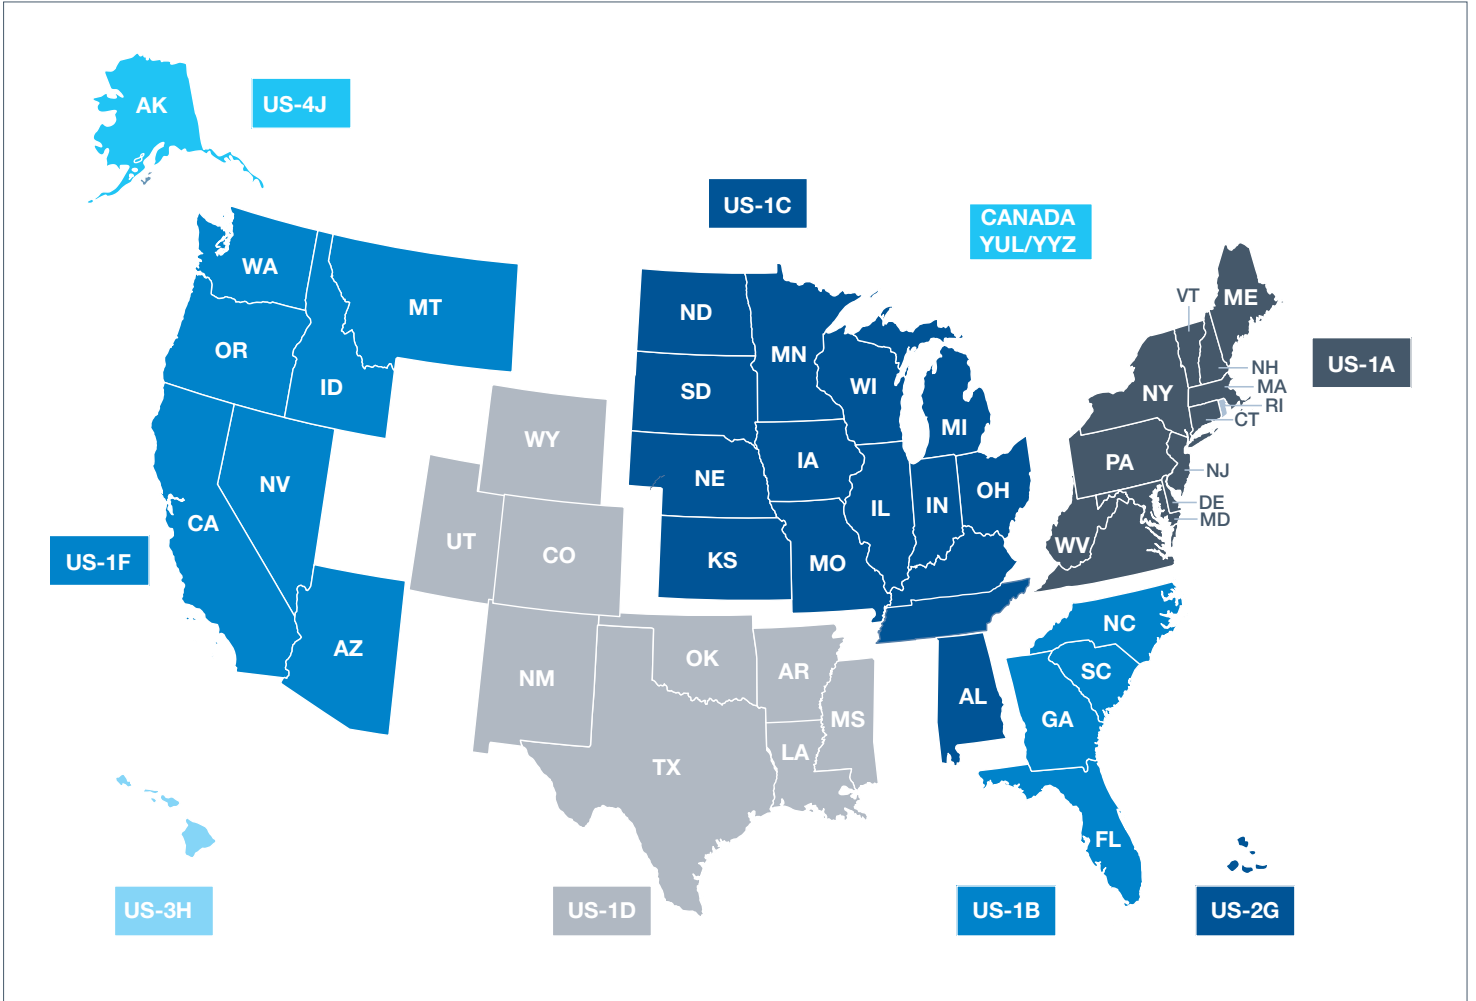 AK
US-4J
US-1C
CANADA
YUL/YYZ
WA
MT
OR
ID
ND
MN
SD
WI
MI
VT
ME
US-1A
NH
MA
RI
CT
NY
PA
NJ
DE
MD
WV
WY
NV
CA
UT
CO
NE
IA
IL
IN
OH
KS
MO
US-1F
AZ
NM
OK
AR
TX
LA
MS
AL
NC
SC
GA
FL
US-3H
US-1D
US-1B
US-2G